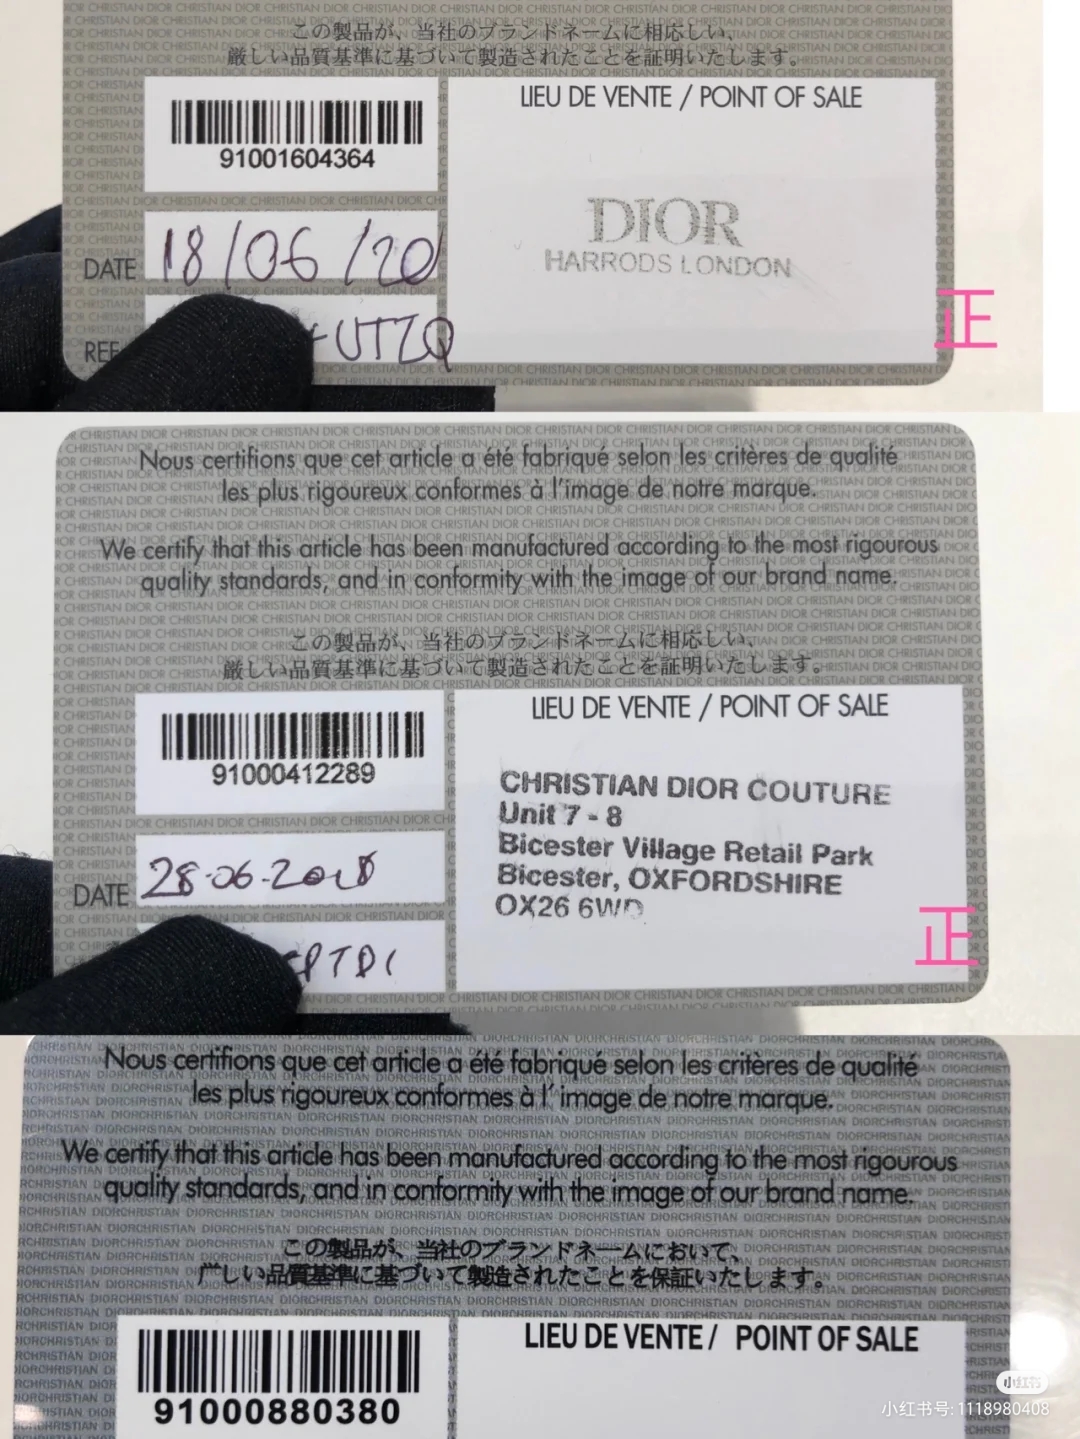 この製品が、当社のブランドネームに相応しい、
厳しい品質基準に基づいて製造されたことを証明いたします。
LIEU DE VENTE / POINT OF SALE
91001604364
DIOR
HARRODS LONDON
DATE 18/06/20
REF
UTZQ
正
Nous certifions que cet article a été fabriqué selon les critères de qualité
les plus rigoureux conformes à l'image de notre marque.
We certify that this article has been manufactured according to the most rigourous
quality standards, and in conformity with the image of our brand name.
この製品が、当社のブランドネームに相応しい、
厳しい品質基準に基づいて製造されたことを証明いたします。
LIEU DE VENTE / POINT OF SALE
91000412289
CHRISTIAN DIOR COUTURE
Unit 7 - 8
Bicester Village Retail Park
Bicester, OXFORDSHIRE
OX26 6WD
DATE 28-06-2018
正
Nous certifions que cet article a été fabriqué selon les critères de qualité
les plus rigoureux conformes à l' image de notre marque.
We certify that this article has been manufactured according to the most rigourous
quality standards, and in conformity with the image of our brand name.
この製品が、当社のブランドネームにおいて、
厂しい品質基準に基づいて製造されたことを保証いたします。
LIEU DE VENTE / POINT OF SALE
91000880380
小红书
小红书号: 1118980408